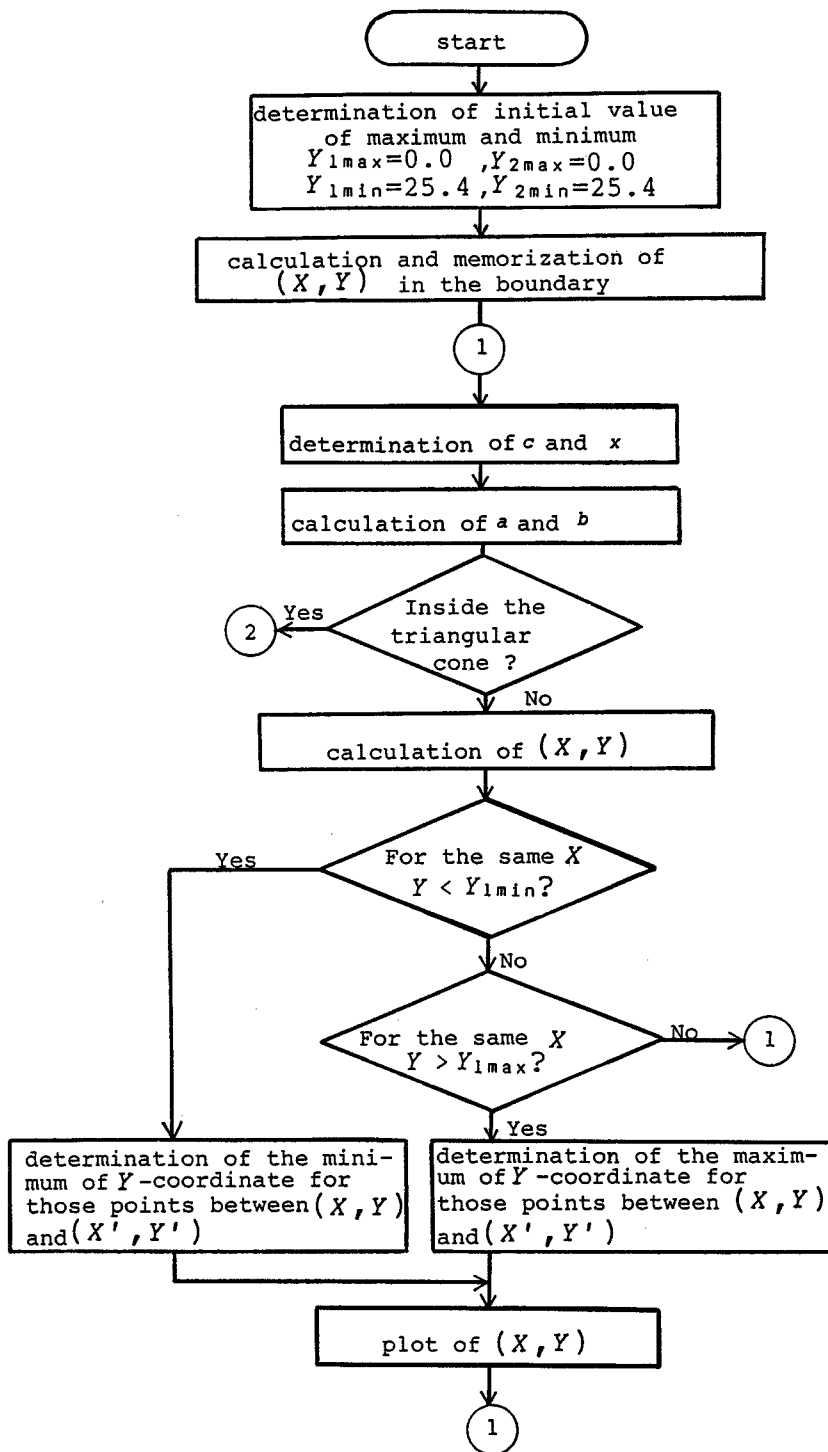 start
determination of initial value
of maximum and minimum
Y1max=0.0 ,Y2max=0.0
Y1min=25.4 ,Y2min=25.4
calculation and memorization of
(X,Y) in the boundary
1
determination of c and x
calculation of a and b
Inside the
triangular
cone ?
Yes
2
No
calculation of (X,Y)
For the same X
Y < Y1min?
Yes
No
For the same X
Y > Y1max?
No
1
Yes
determination of the mini-
mum of Y-coordinate for
those points between (X,Y)
and (X',Y')
determination of the maxim-
um of Y-coordinate for
those points between (X,Y)
and (X',Y')
plot of (X,Y)
1